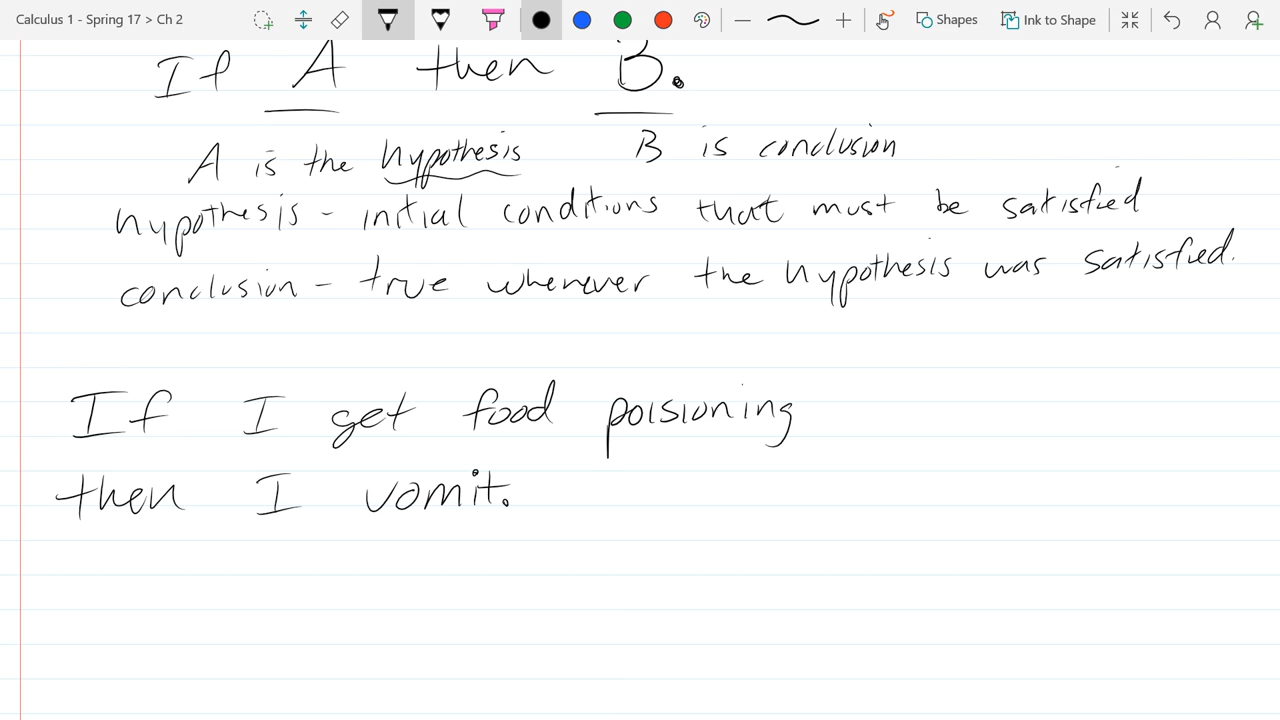 Calculus 1 - Spring 17 > Ch 2
Shapes
Ink to Shape
If A then B.
A is the hypothesis B is conclusion
hypothesis - initial conditions that must be satisfied
conclusion - true whenever the hypothesis was satisfied.
If I get food poisioning
then I vomit.